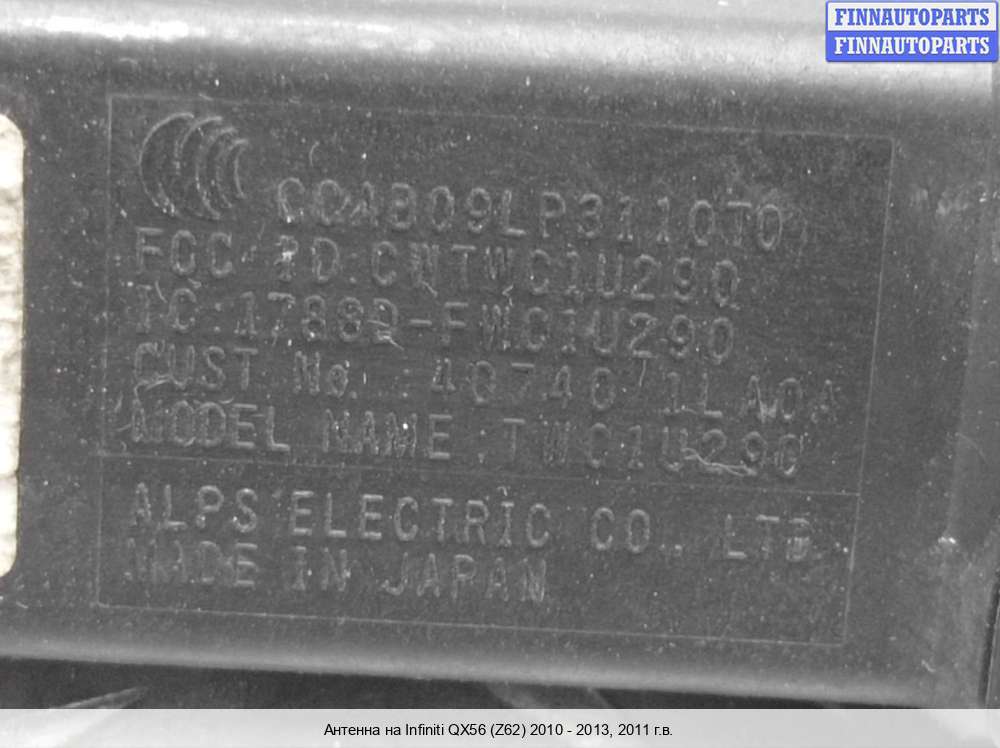 FINNAUTOPARTS
FINNAUTOPARTS
CCAB09LP3110T0
FCC ID:CWTWC1U290
IC:1788D-FWC1U290
CUST No. :40740 1LA0A
MODEL NAME:TWC1U290
ALPS ELECTRIC CO., LTD.
MADE IN JAPAN
Антенна на Infiniti QX56 (Z62) 2010 - 2013, 2011 г.в.